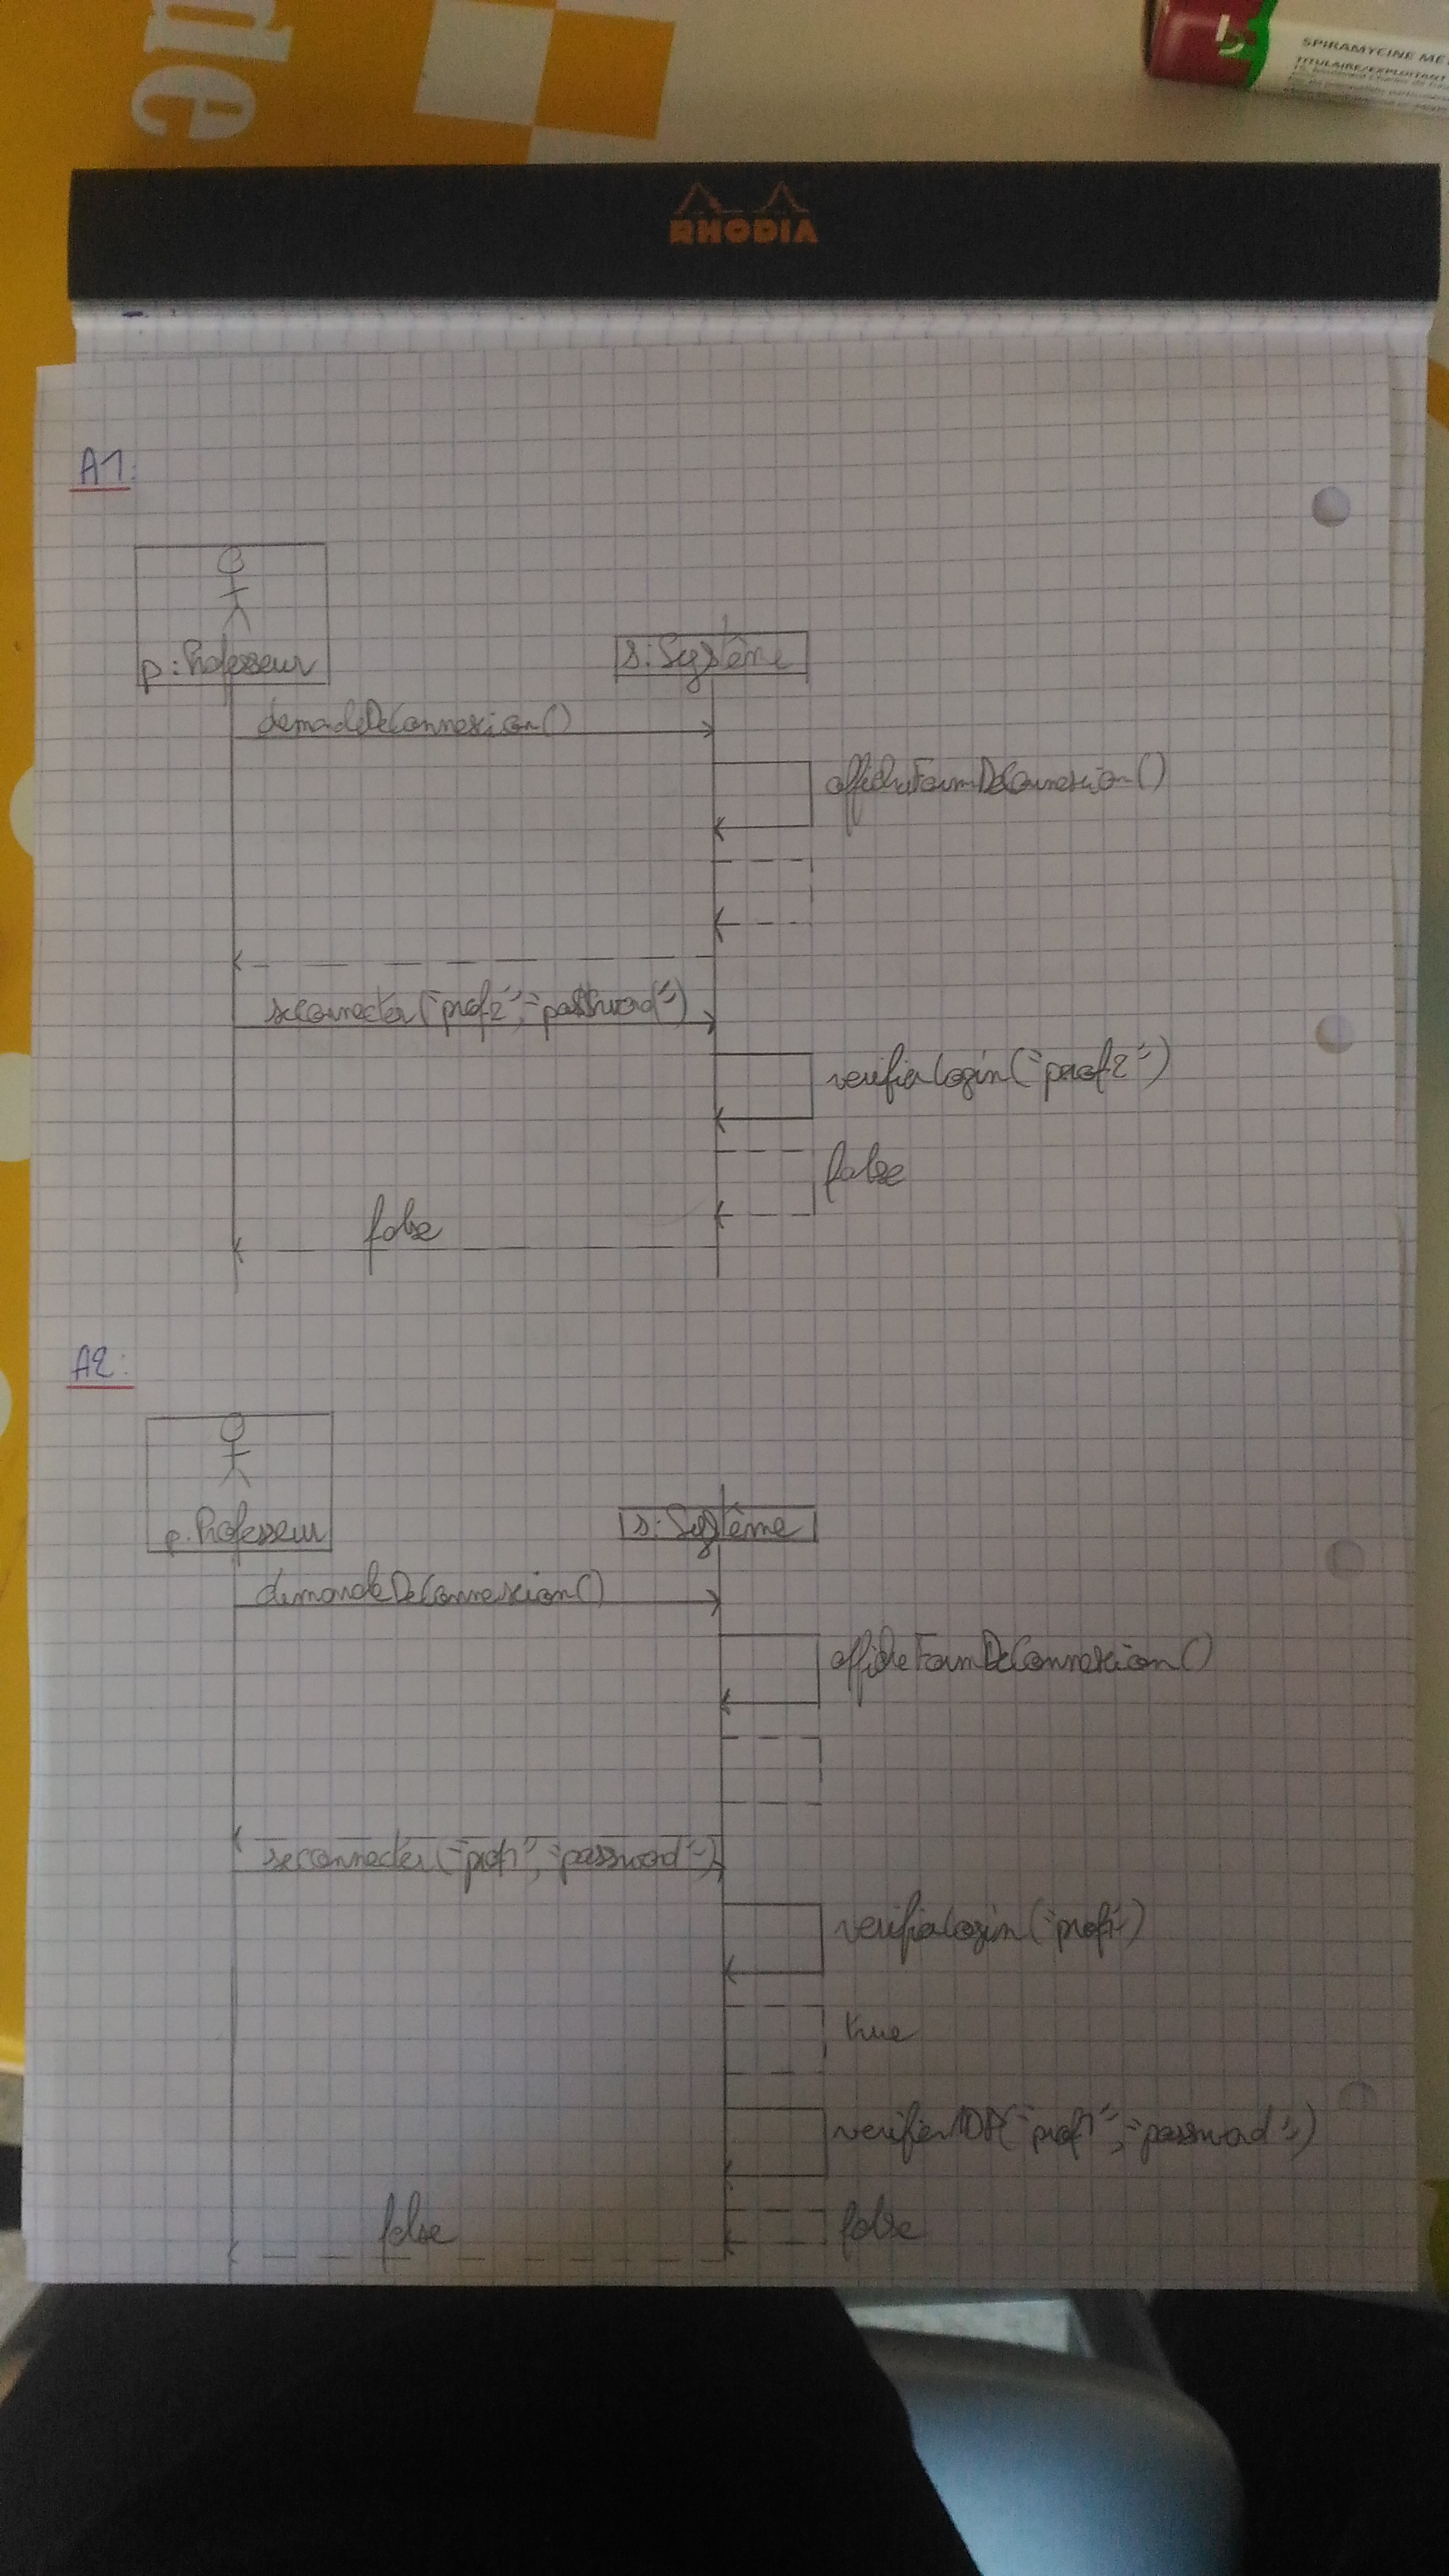 de
SPIRAMYCINE MÉ
TITULAIRE/EXPLOITANT
RHODIA
A1:
p:Professeur
s:Système
demandeDeConnexion()
afficheFormDeConnexion()
seConnecter("prof2","password")
verifierLogin("prof2")
false
false
A2:
p:Professeur
s:Système
demandeDeConnexion()
afficheFormDeConnexion()
seConnecter("prof1","password")
verifierLogin("prof1")
true
verifierMDP("prof1","password")
false
false